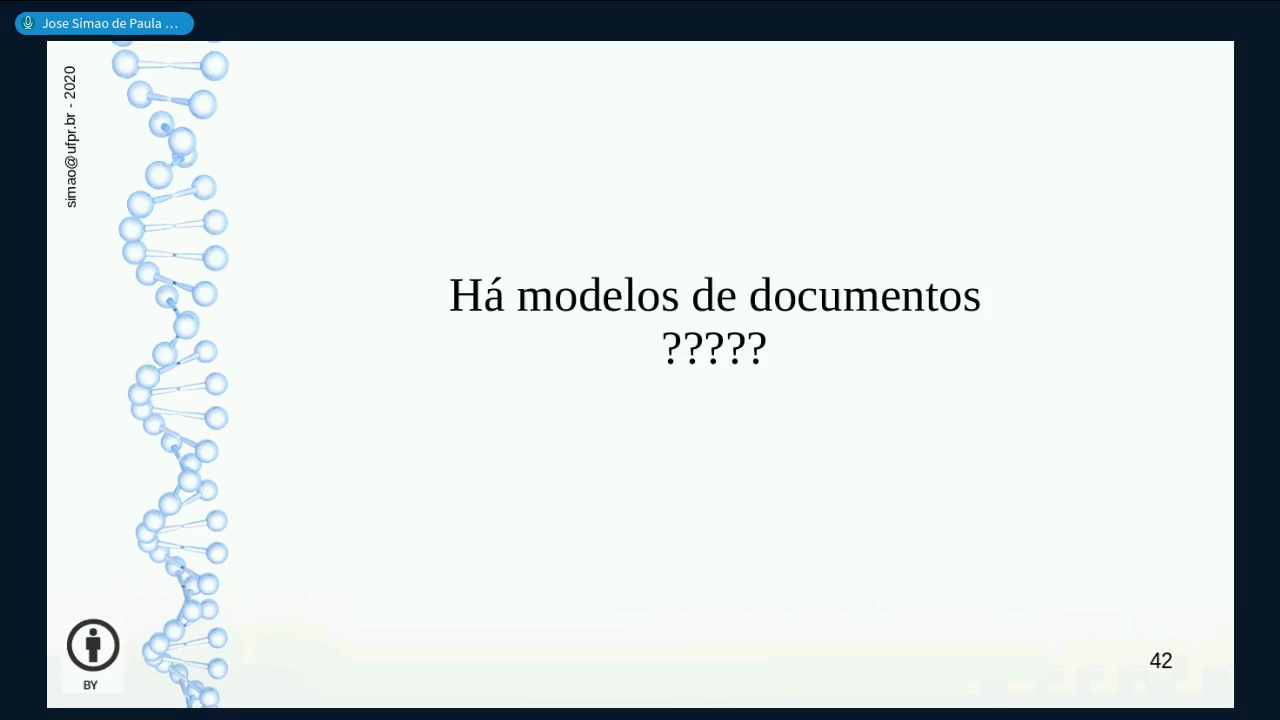 Jose Simao de Paula …
simao@ufpr.br - 2020
Há modelos de documentos
?????
BY
42